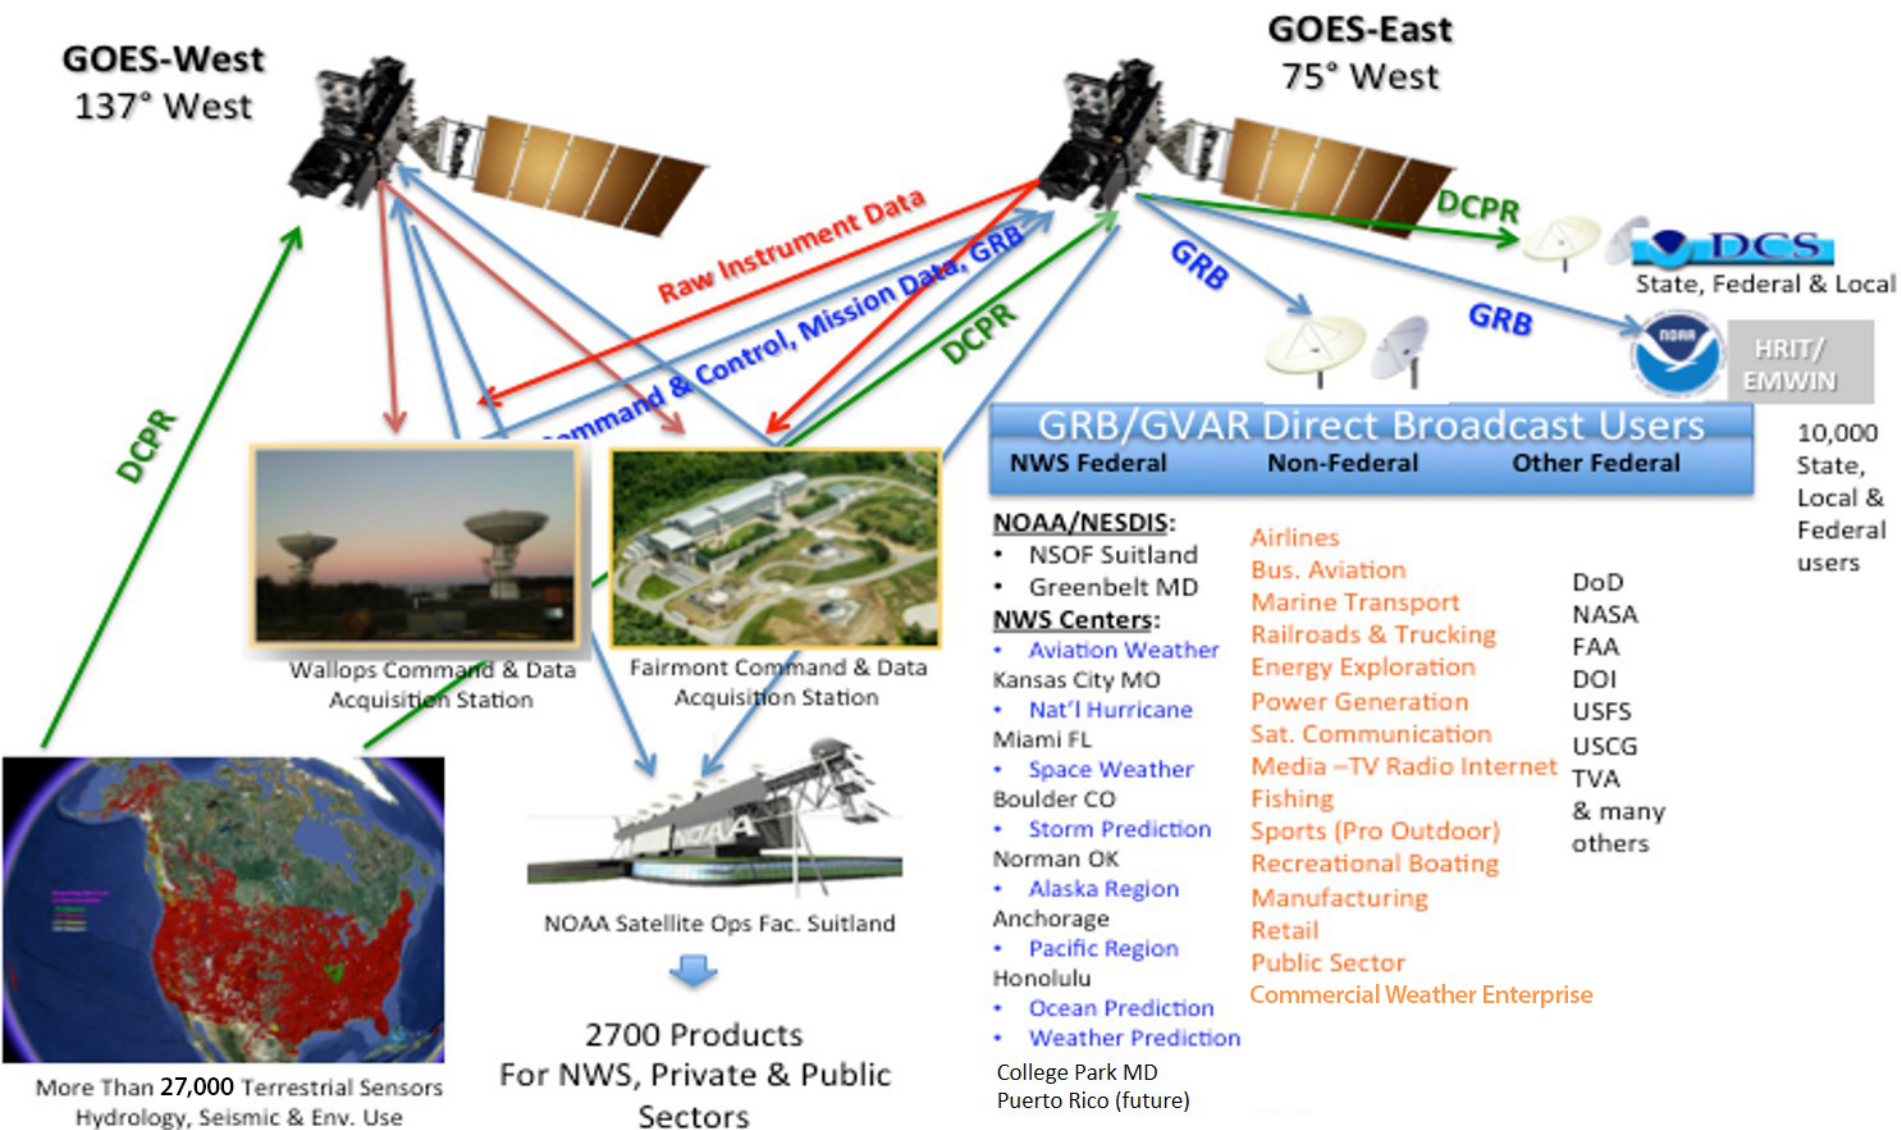 GOES-West
137° West
GOES-East
75° West
Raw Instrument Data
Command & Control, Mission Data, GRB
DCPR
DCPR
DCPR
GRB
GRB
DCS
State, Federal & Local
NOAA
HRIT/
EMWIN
10,000
State,
Local &
Federal
users
Wallops Command & Data
Acquisition Station
Fairmont Command & Data
Acquisition Station
NOAA
NOAA Satellite Ops Fac. Suitland
2700 Products
For NWS, Private & Public
Sectors
More Than 27,000 Terrestrial Sensors
Hydrology, Seismic & Env. Use
GRB/GVAR Direct Broadcast Users
NWS Federal Non-Federal Other Federal
NOAA/NESDIS:
• NSOF Suitland
• Greenbelt MD
NWS Centers:
• Aviation Weather
Kansas City MO
• Nat'l Hurricane
Miami FL
• Space Weather
Boulder CO
• Storm Prediction
Norman OK
• Alaska Region
Anchorage
• Pacific Region
Honolulu
• Ocean Prediction
• Weather Prediction
College Park MD
Puerto Rico (future)
Airlines
Bus. Aviation
Marine Transport
Railroads & Trucking
Energy Exploration
Power Generation
Sat. Communication
Media –TV Radio Internet
Fishing
Sports (Pro Outdoor)
Recreational Boating
Manufacturing
Retail
Public Sector
Commercial Weather Enterprise
DoD
NASA
FAA
DOI
USFS
USCG
TVA
& many
others